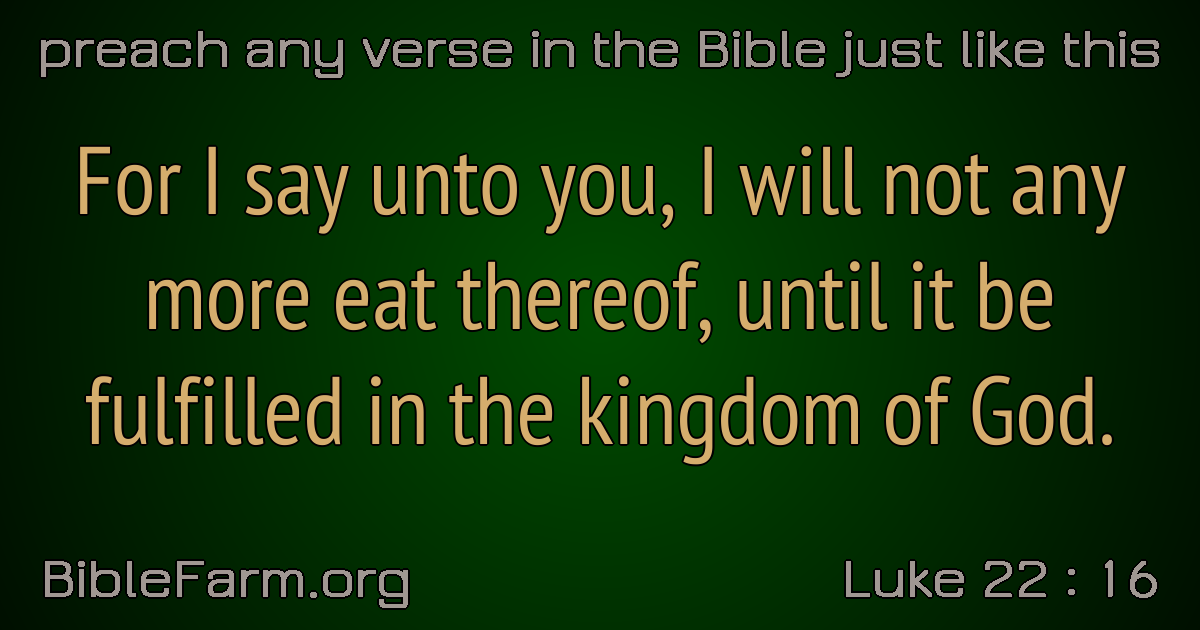 preach any verse in the Bible just like this
For I say unto you, I will not any
more eat thereof, until it be
fulfilled in the kingdom of God.
BibleFarm.org
Luke 22 : 16